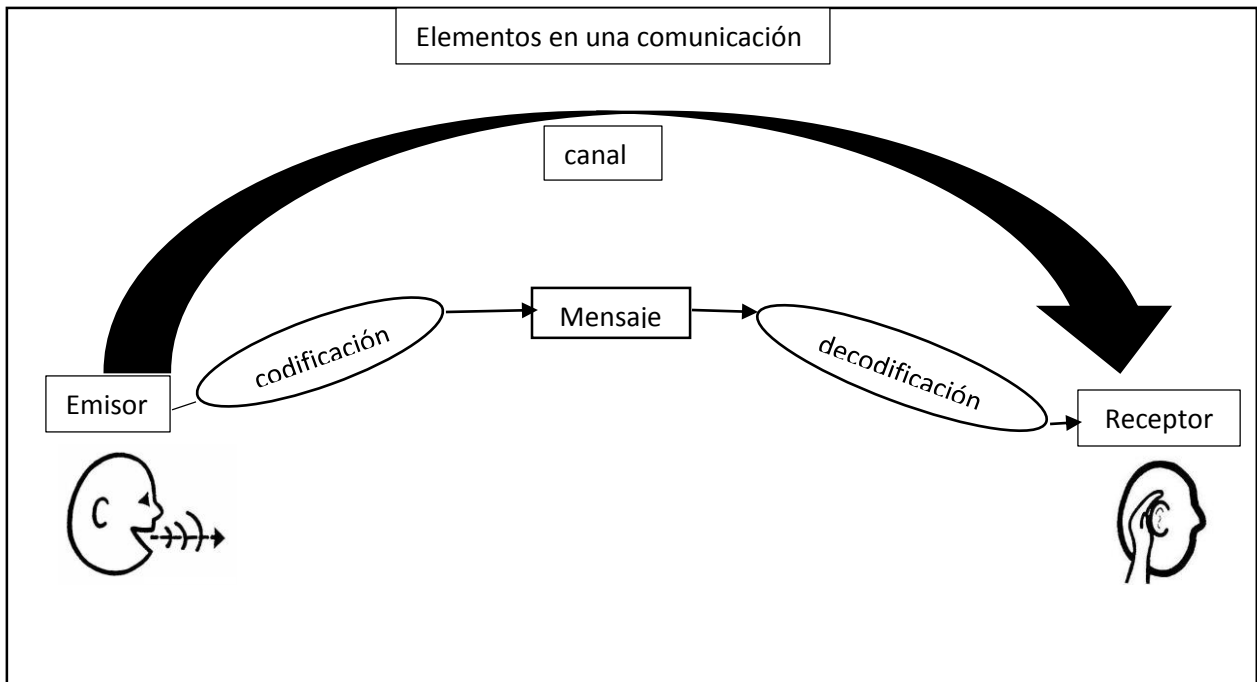 Elementos en una comunicación
canal
Mensaje
codificación
decodificación
Emisor
Receptor